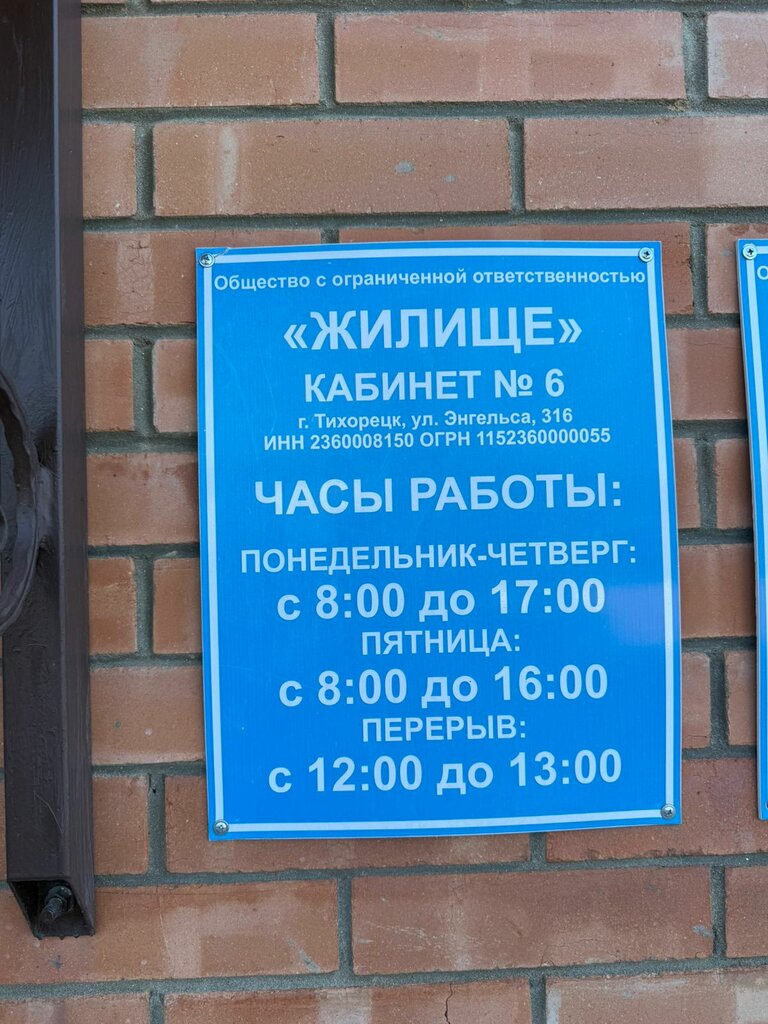 Общество с ограниченной ответственностью
«ЖИЛИЩЕ»
КАБИНЕТ № 6
г. Тихорецк, ул. Энгельса, 316
ИНН 2360008150 ОГРН 1152360000055
ЧАСЫ РАБОТЫ:
ПОНЕДЕЛЬНИК-ЧЕТВЕРГ:
с 8:00 до 17:00
ПЯТНИЦА:
с 8:00 до 16:00
ПЕРЕРЫВ:
с 12:00 до 13:00